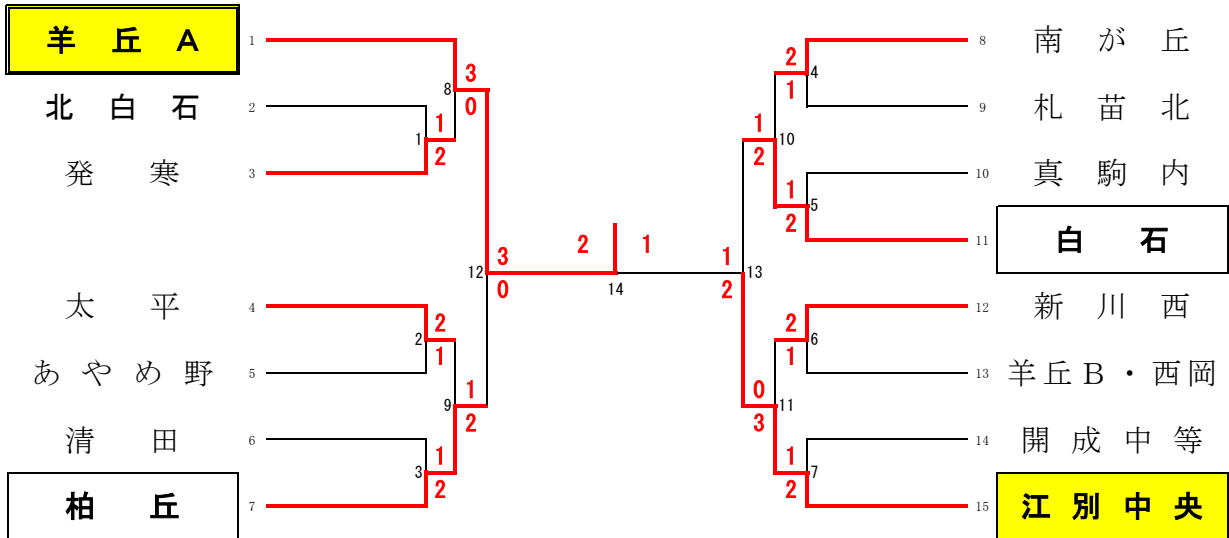 羊丘A 1
北白石 2
発寒 3
太平 4
あやめ野 5
清田 6
柏丘 7
8 3
0
1 1
2
12 3
0
2 2
1
9 1
2
3 1
2
2 1
14
2 4
1
1 10
2
1 5
2
1 13
2
2 6
1
0 11
3
1 7
2
8 南が丘
9 札苗北
10 真駒内
11 白石
12 新川西
13 羊丘B・西岡
14 開成中等
15 江別中央